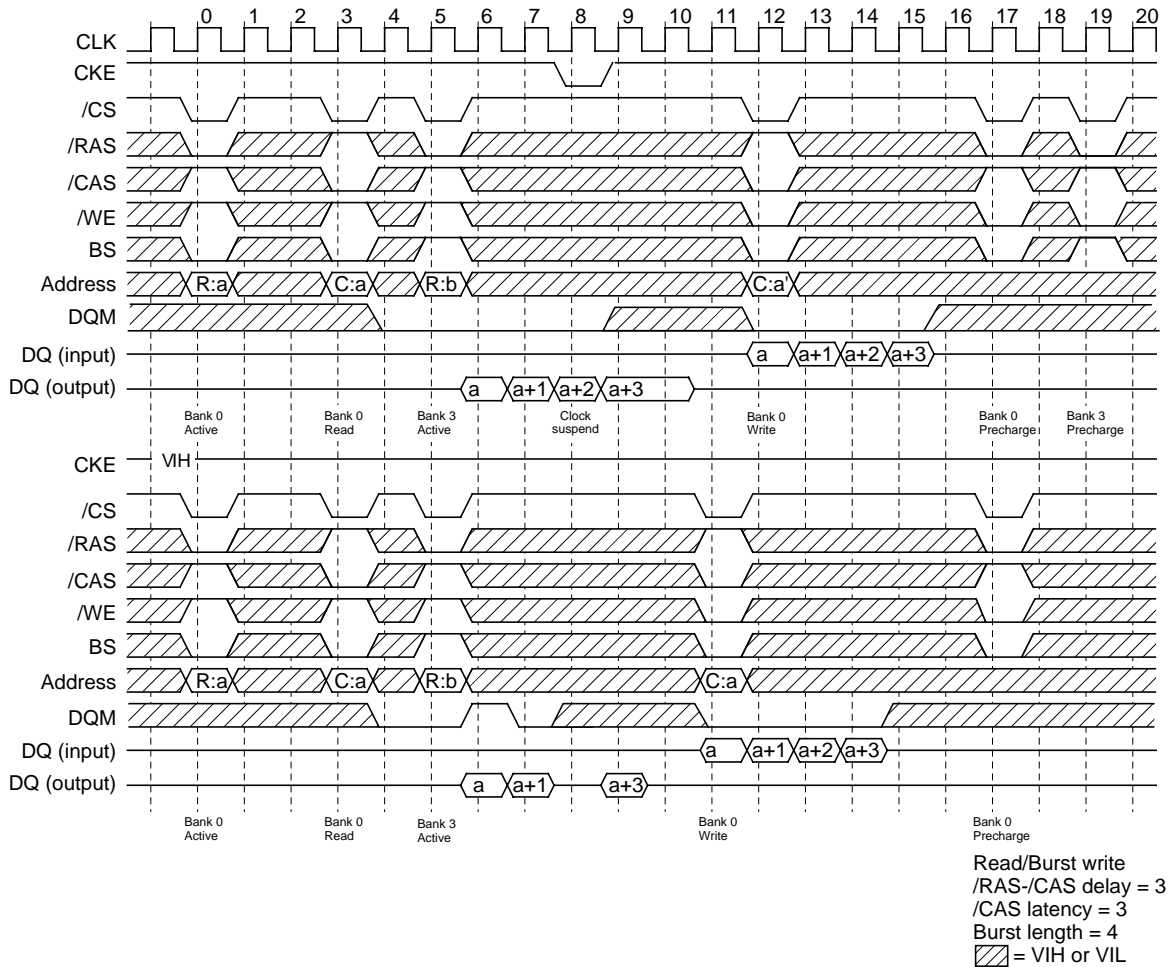 0 1 2 3 4 5 6 7 8 9 10 11 12 13 14 15 16 17 18 19 20
CLK
CKE
/CS
/RAS
/CAS
/WE
BS
Address R:a C:a R:b C:a'
DQM
DQ (input) a a+1 a+2 a+3
DQ (output) a a+1 a+2 a+3
Bank 0 Bank 0 Bank 3 Clock Bank 0 Bank 0 Bank 3
Active Read Active suspend Write Precharge Precharge
CKE VIH
/CS
/RAS
/CAS
/WE
BS
Address R:a C:a R:b C:a
DQM
DQ (input) a a+1 a+2 a+3
DQ (output) a a+1 a+3
Bank 0 Bank 0 Bank 3 Bank 0 Bank 0
Active Read Active Write Precharge
Read/Burst write
/RAS-/CAS delay = 3
/CAS latency = 3
Burst length = 4
= VIH or VIL